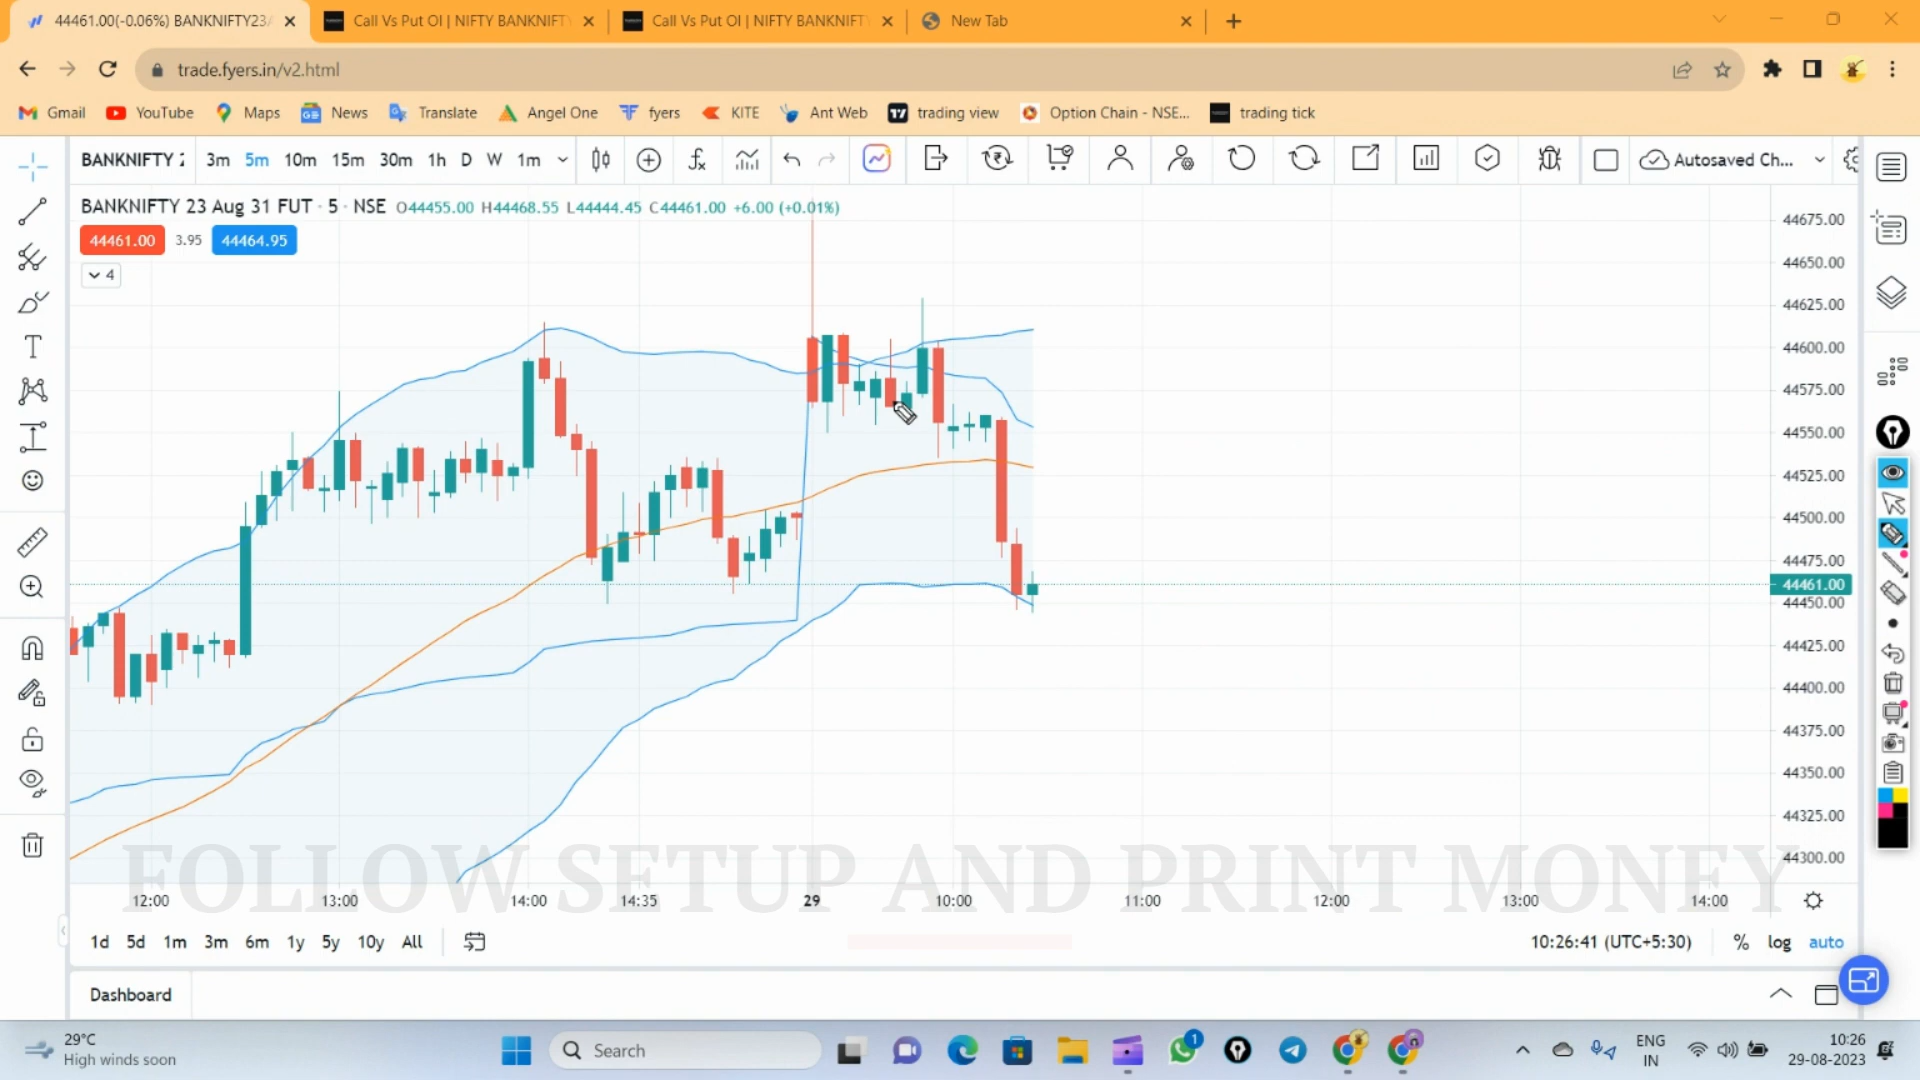 44461.00(-0.06%) BANKNIFTY23A
Call Vs Put OI | NIFTY BANKNIFT
Call Vs Put OI | NIFTY BANKNIFT
New Tab
trade.fyers.in/v2.html
Gmail YouTube Maps News Translate Angel One fyers KITE Ant Web trading view Option Chain - NSE... trading tick
BANKNIFTY 2 3m 5m 10m 15m 30m 1h D W 1m Autosaved Ch...
BANKNIFTY 23 Aug 31 FUT · 5 · NSE O44455.00 H44468.55 L44444.45 C44461.00 +6.00 (+0.01%)
44461.00 3.95 44464.95
4
44675.00
44650.00
44625.00
44600.00
44575.00
44550.00
44525.00
44500.00
44475.00
44461.00
44450.00
44425.00
44400.00
44375.00
44350.00
44325.00
44300.00
FOLLOW SETUP AND PRINT MONEY
12:00 13:00 14:00 14:35 29 10:00 11:00 12:00 13:00 14:00
1d 5d 1m 3m 6m 1y 5y 10y All 10:26:41 (UTC+5:30) % log auto
Dashboard
29°C
High winds soon
Search
1
ENG
IN
10:26
29-08-2023